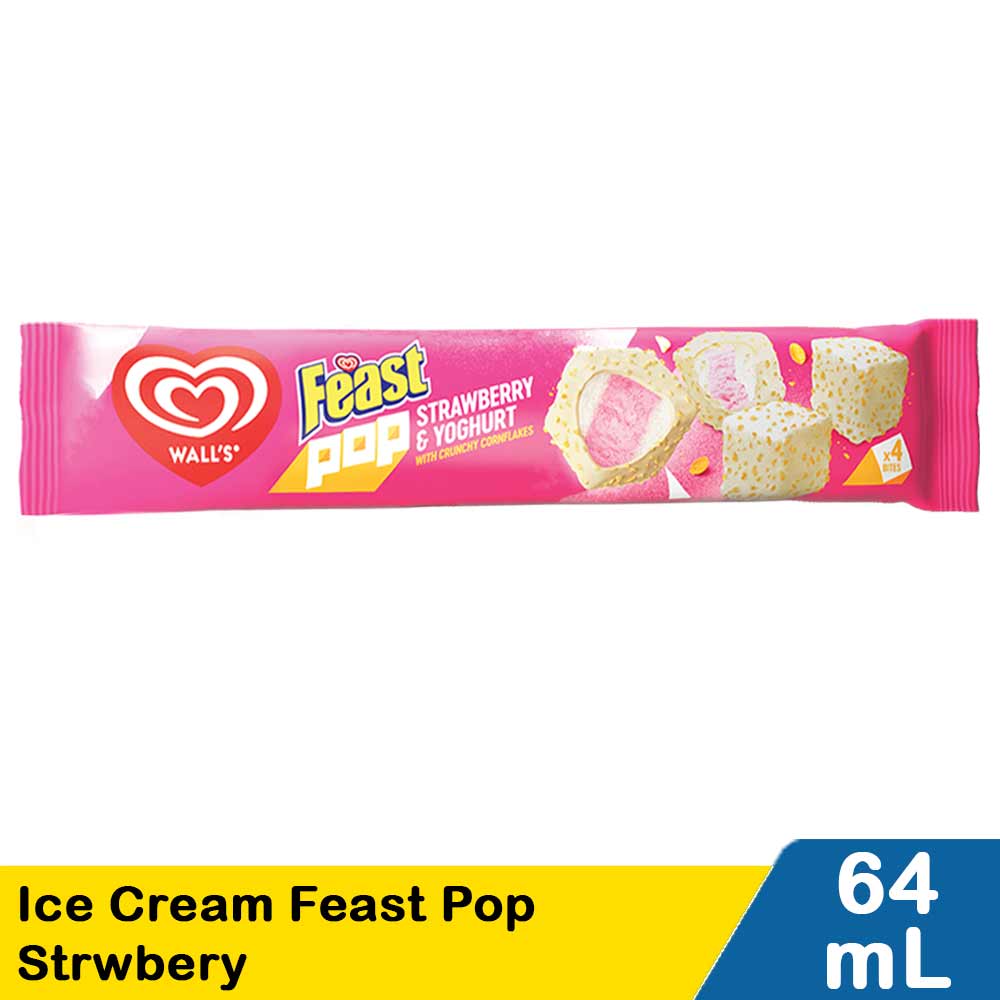 WALL'S®
Feast
POP
STRAWBERRY
& YOGHURT
WITH CRUNCHY CORNFLAKES
x4
BITES
Ice Cream Feast Pop
Strwbery
64
mL